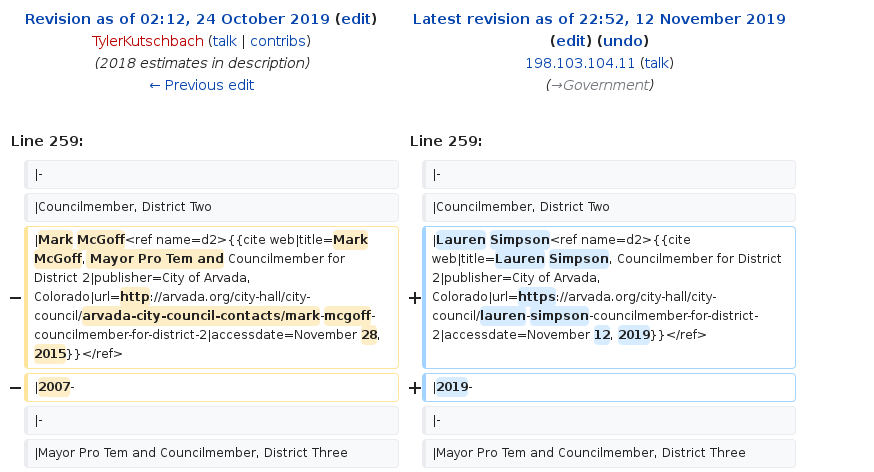 Revision as of 02:12, 24 October 2019 (edit)
TylerKutschbach (talk | contribs)
(2018 estimates in description)
← Previous edit
Latest revision as of 22:52, 12 November 2019
(edit) (undo)
198.103.104.11 (talk)
(→Government)
Line 259:
Line 259:
|-
|-
|Councilmember, District Two
|Councilmember, District Two
− |Mark McGoff<ref name=d2>{{cite web|title=Mark
McGoff, Mayor Pro Tem and Councilmember for
District 2|publisher=City of Arvada,
Colorado|url=http://arvada.org/city-hall/city-
council/arvada-city-council-contacts/mark-mcgoff-
councilmember-for-district-2|accessdate=November 28,
2015}}</ref>
+ |Lauren Simpson<ref name=d2>{{cite
web|title=Lauren Simpson, Councilmember for District
2|publisher=City of Arvada,
Colorado|url=https://arvada.org/city-hall/city-
council/lauren-simpson-councilmember-for-district-
2|accessdate=November 12, 2019}}</ref>
− |2007-
+ |2019-
|-
|-
|Mayor Pro Tem and Councilmember, District Three
|Mayor Pro Tem and Councilmember, District Three